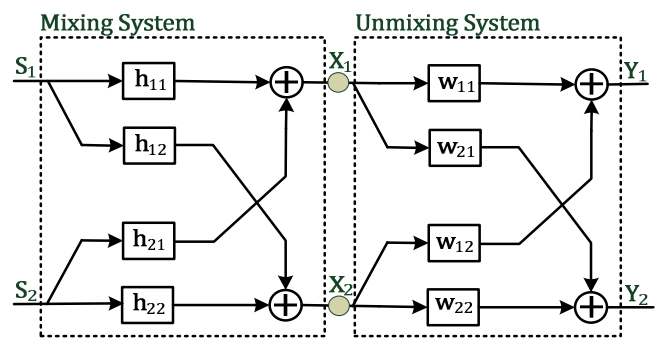 Mixing System Unmixing System
S1 h11 X1 w11 Y1
h12 w21
h21 w12
S2 h22 X2 w22 Y2